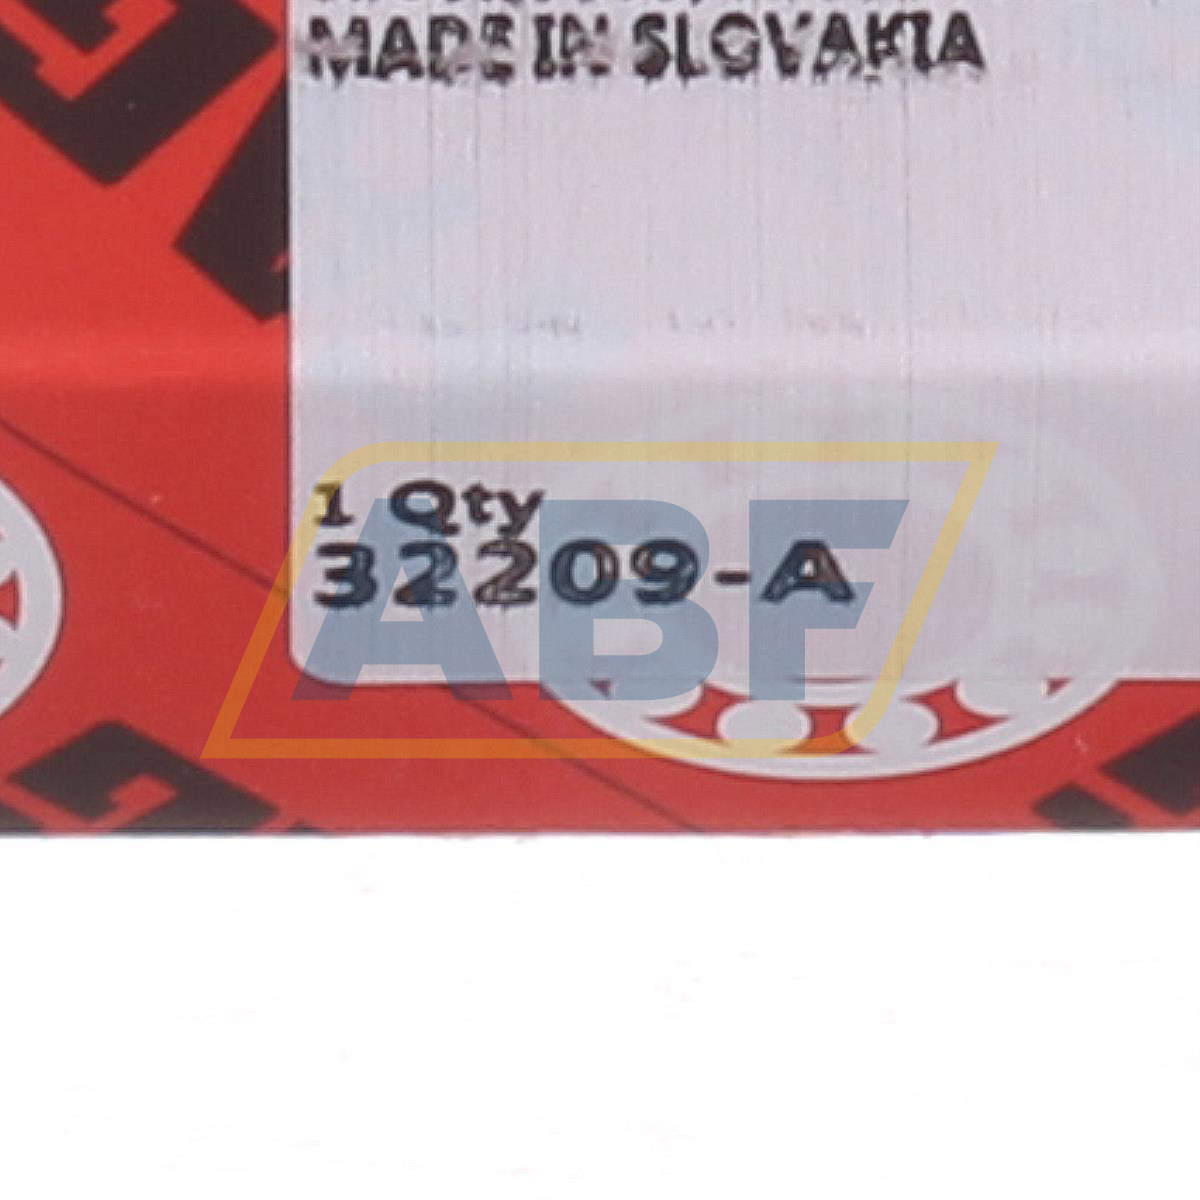 MADE IN SLOVAKIA
1 Qty
32209-A
ABF